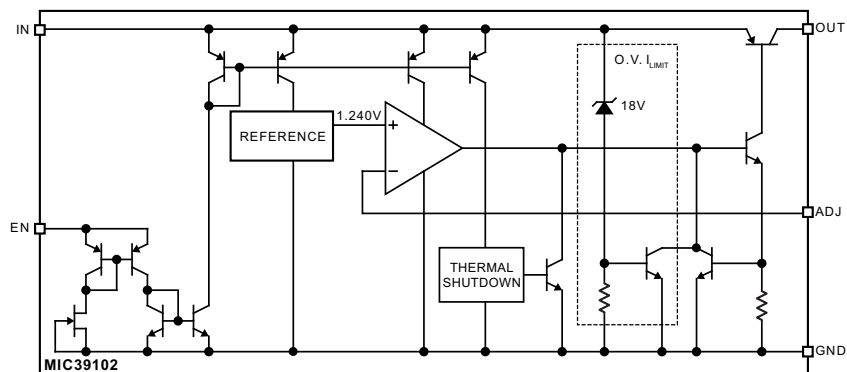 IN
OUT
O.V. ILIMIT
18V
1.240V
REFERENCE
+
−
EN
ADJ
THERMAL
SHUTDOWN
GND
MIC39102